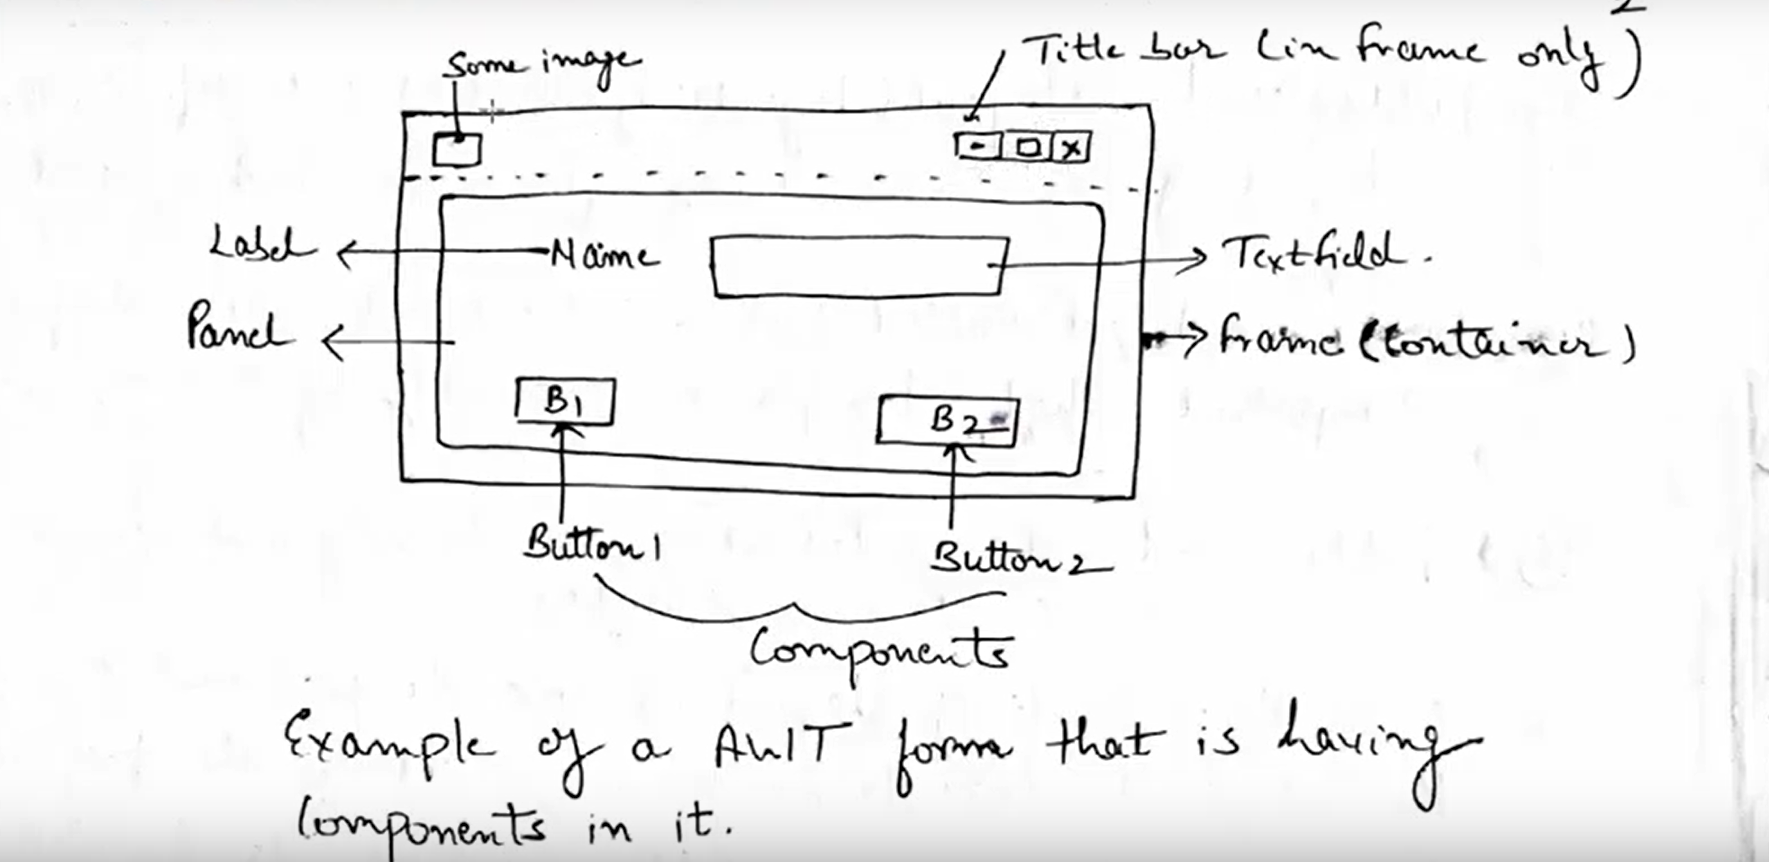 Some image
Title bar (in frame only)
- x
Label
Name
Textfield.
Panel
frame (Container)
B1
B2
Button 1
Button 2
Components
Example of a AWT form that is having
Components in it.